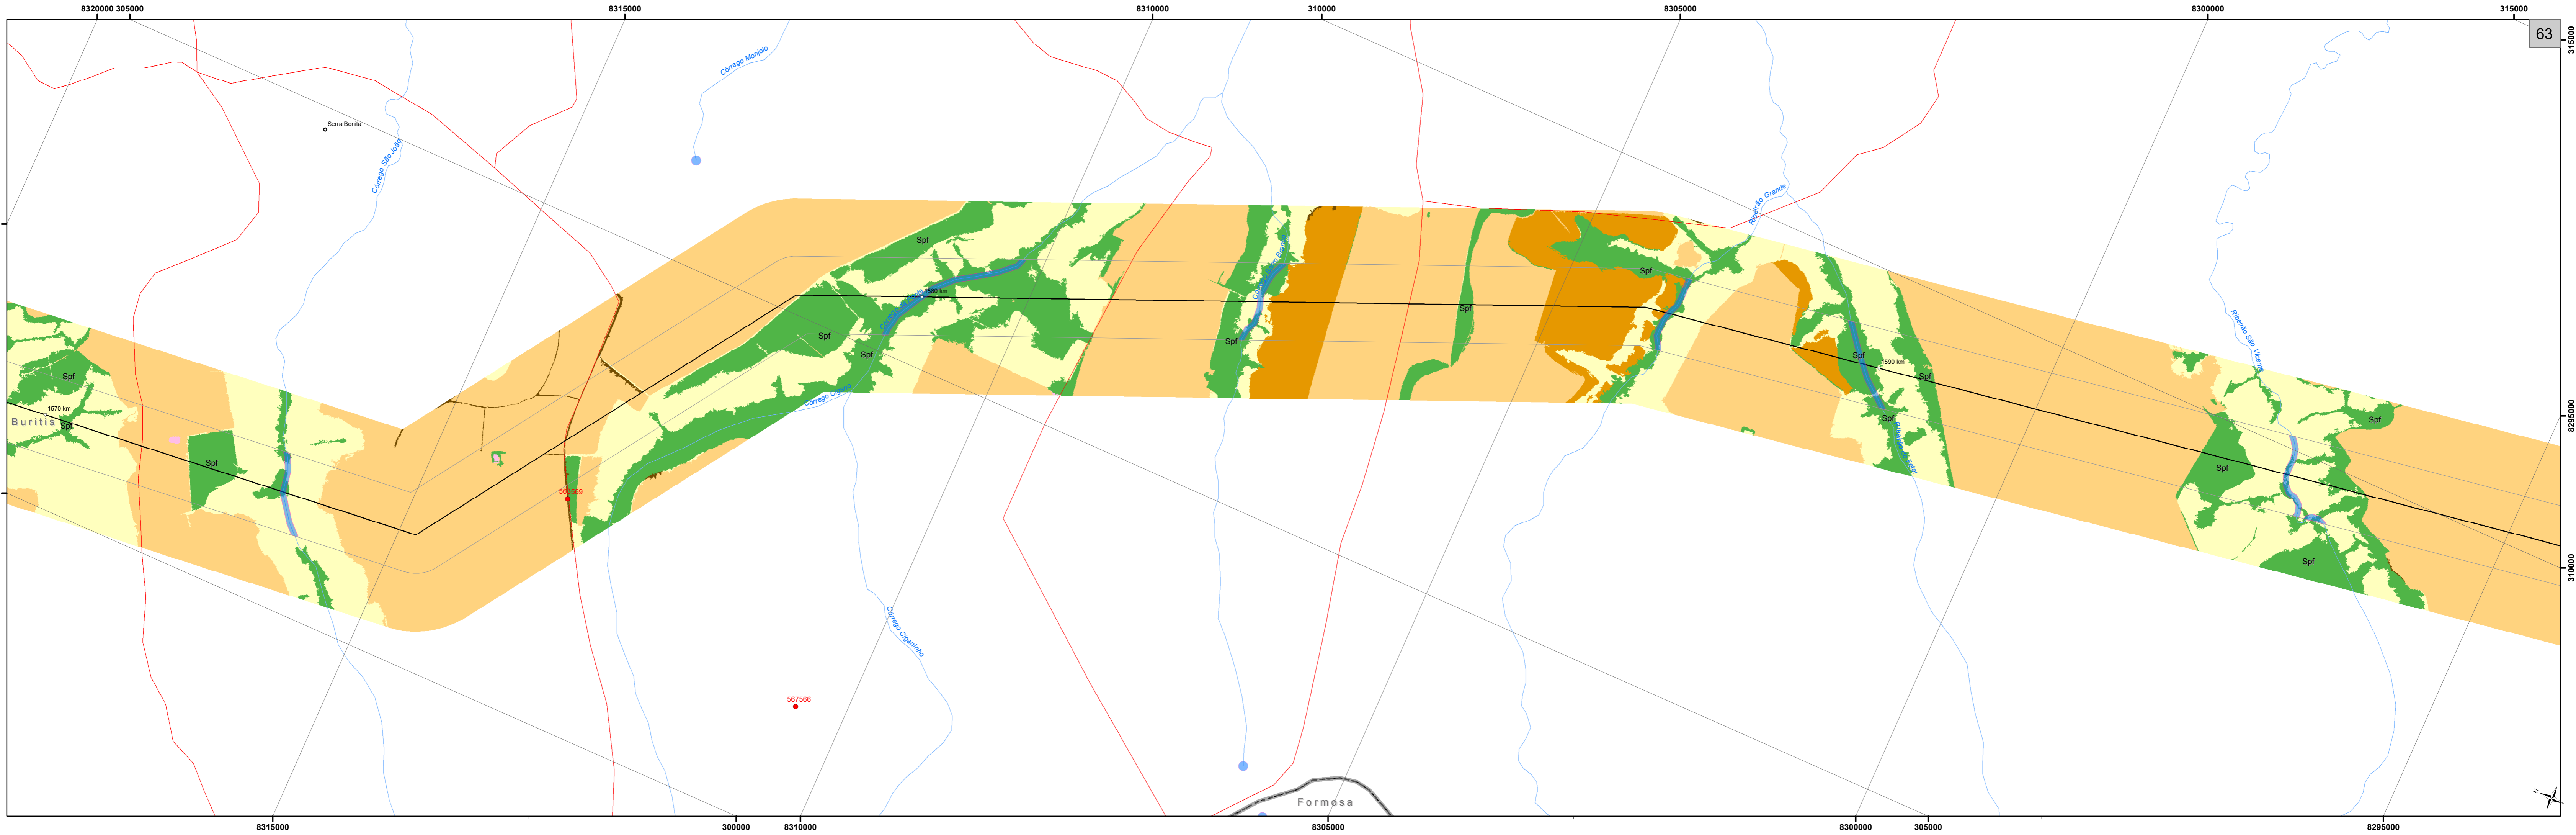 8320000 305000 8315000 8310000 310000 8305000 8300000 315000
63
315000
Córrego Monjolo
Serra Bonita
Córrego São João
Ribeirão Grande
Spf
Spf
1580 km
Spf
Spf
Spf
Spf
Ribeirão São Vicente
Spf
Spf
1590 km
Spf
Spf
1570 km
Buritis
Spf
Córrego Cigano
Spf
Spf
8295000
Spf
Spf
Spf
310000
Córrego Ciganinho
567566
Formosa
N
8315000 300000 8310000 8305000 8300000 305000 8295000